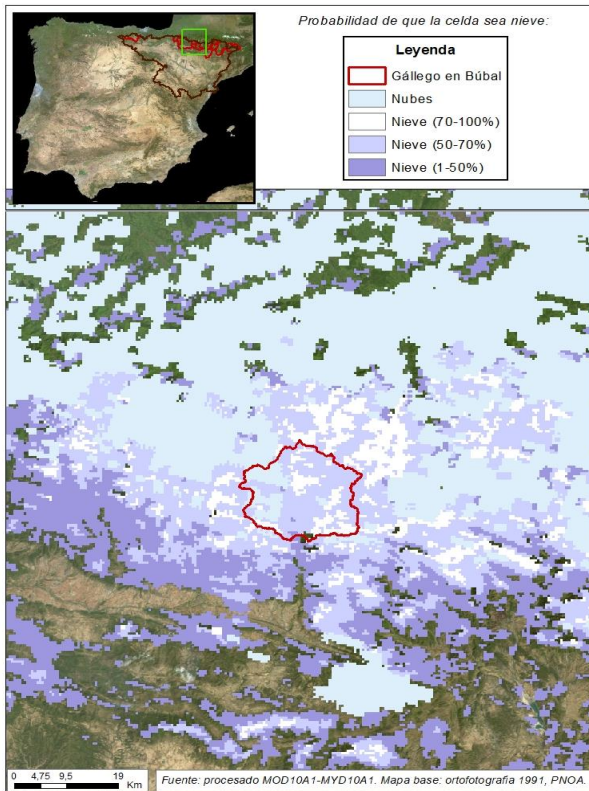 Probabilidad de que la celda sea nieve:
Leyenda
Gállego en Búbal
Nubes
Nieve (70-100%)
Nieve (50-70%)
Nieve (1-50%)
0 4,75 9,5 19
Km
Fuente: procesado MOD10A1-MYD10A1. Mapa base: ortofotografia 1991, PNOA.